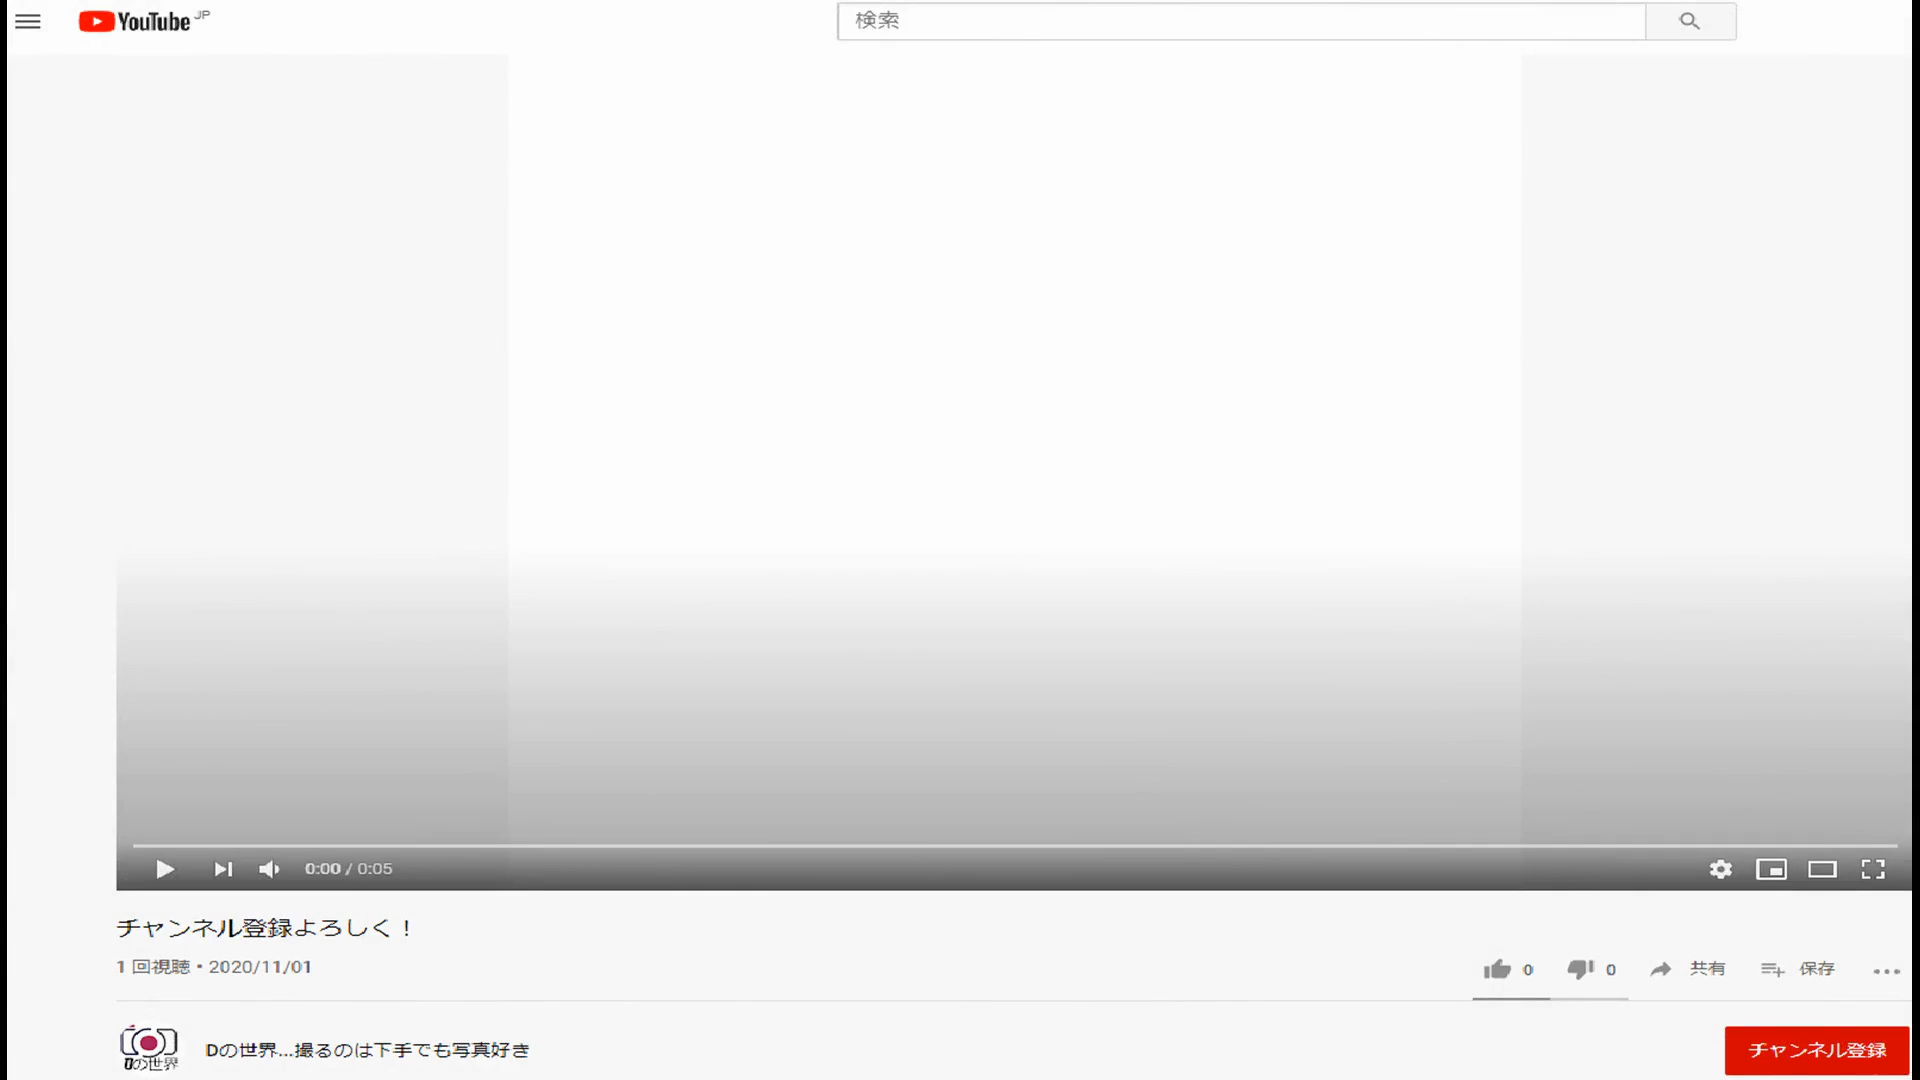 YouTube JP
検索
0:00 / 0:05
チャンネル登録よろしく！
1 回視聴・2020/11/01
0
0
共有
保存
Dの世界
Dの世界...撮るのは下手でも写真好き
チャンネル登録